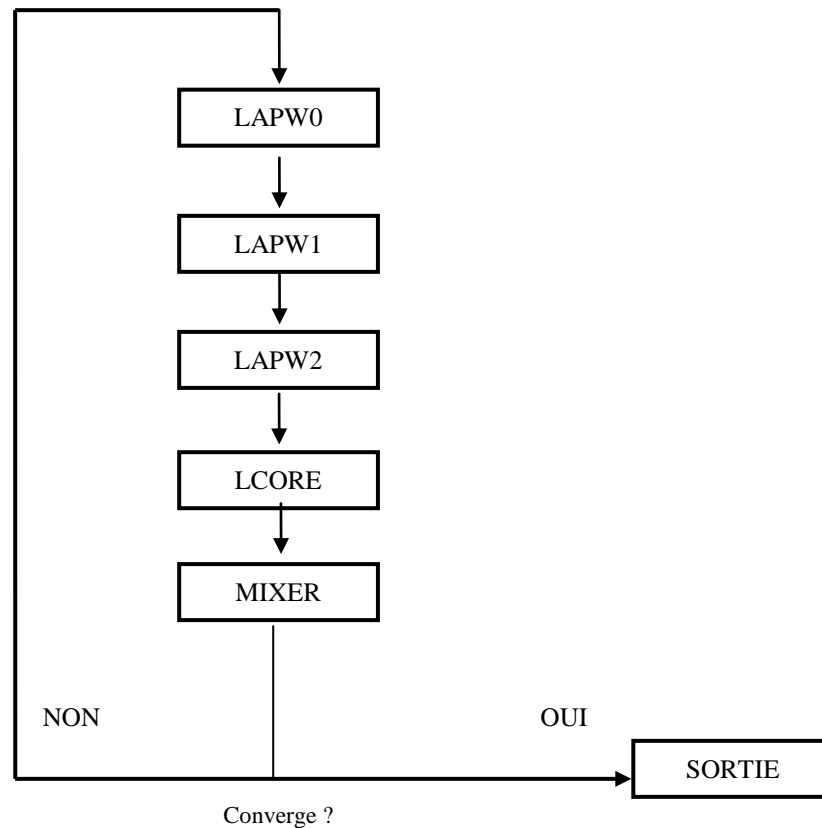 LAPW0
LAPW1
LAPW2
LCORE
MIXER
NON
OUI
SORTIE
Converge ?